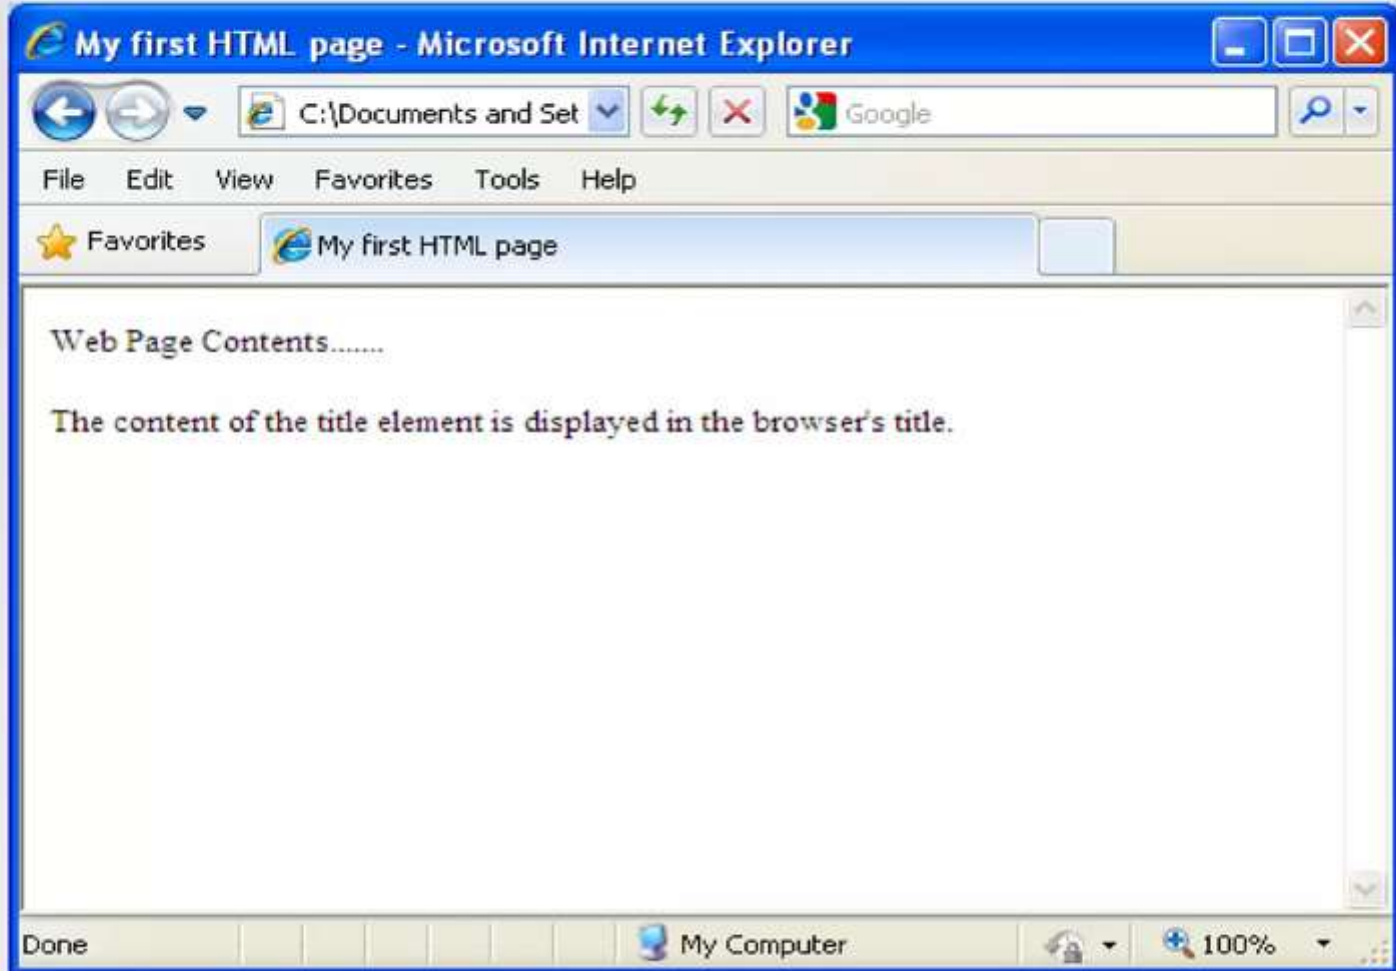 My first HTML page - Microsoft Internet Explorer
C:\Documents and Set Google
File Edit View Favorites Tools Help
Favorites My first HTML page
Web Page Contents.......
The content of the title element is displayed in the browser's title.
Done My Computer 100%